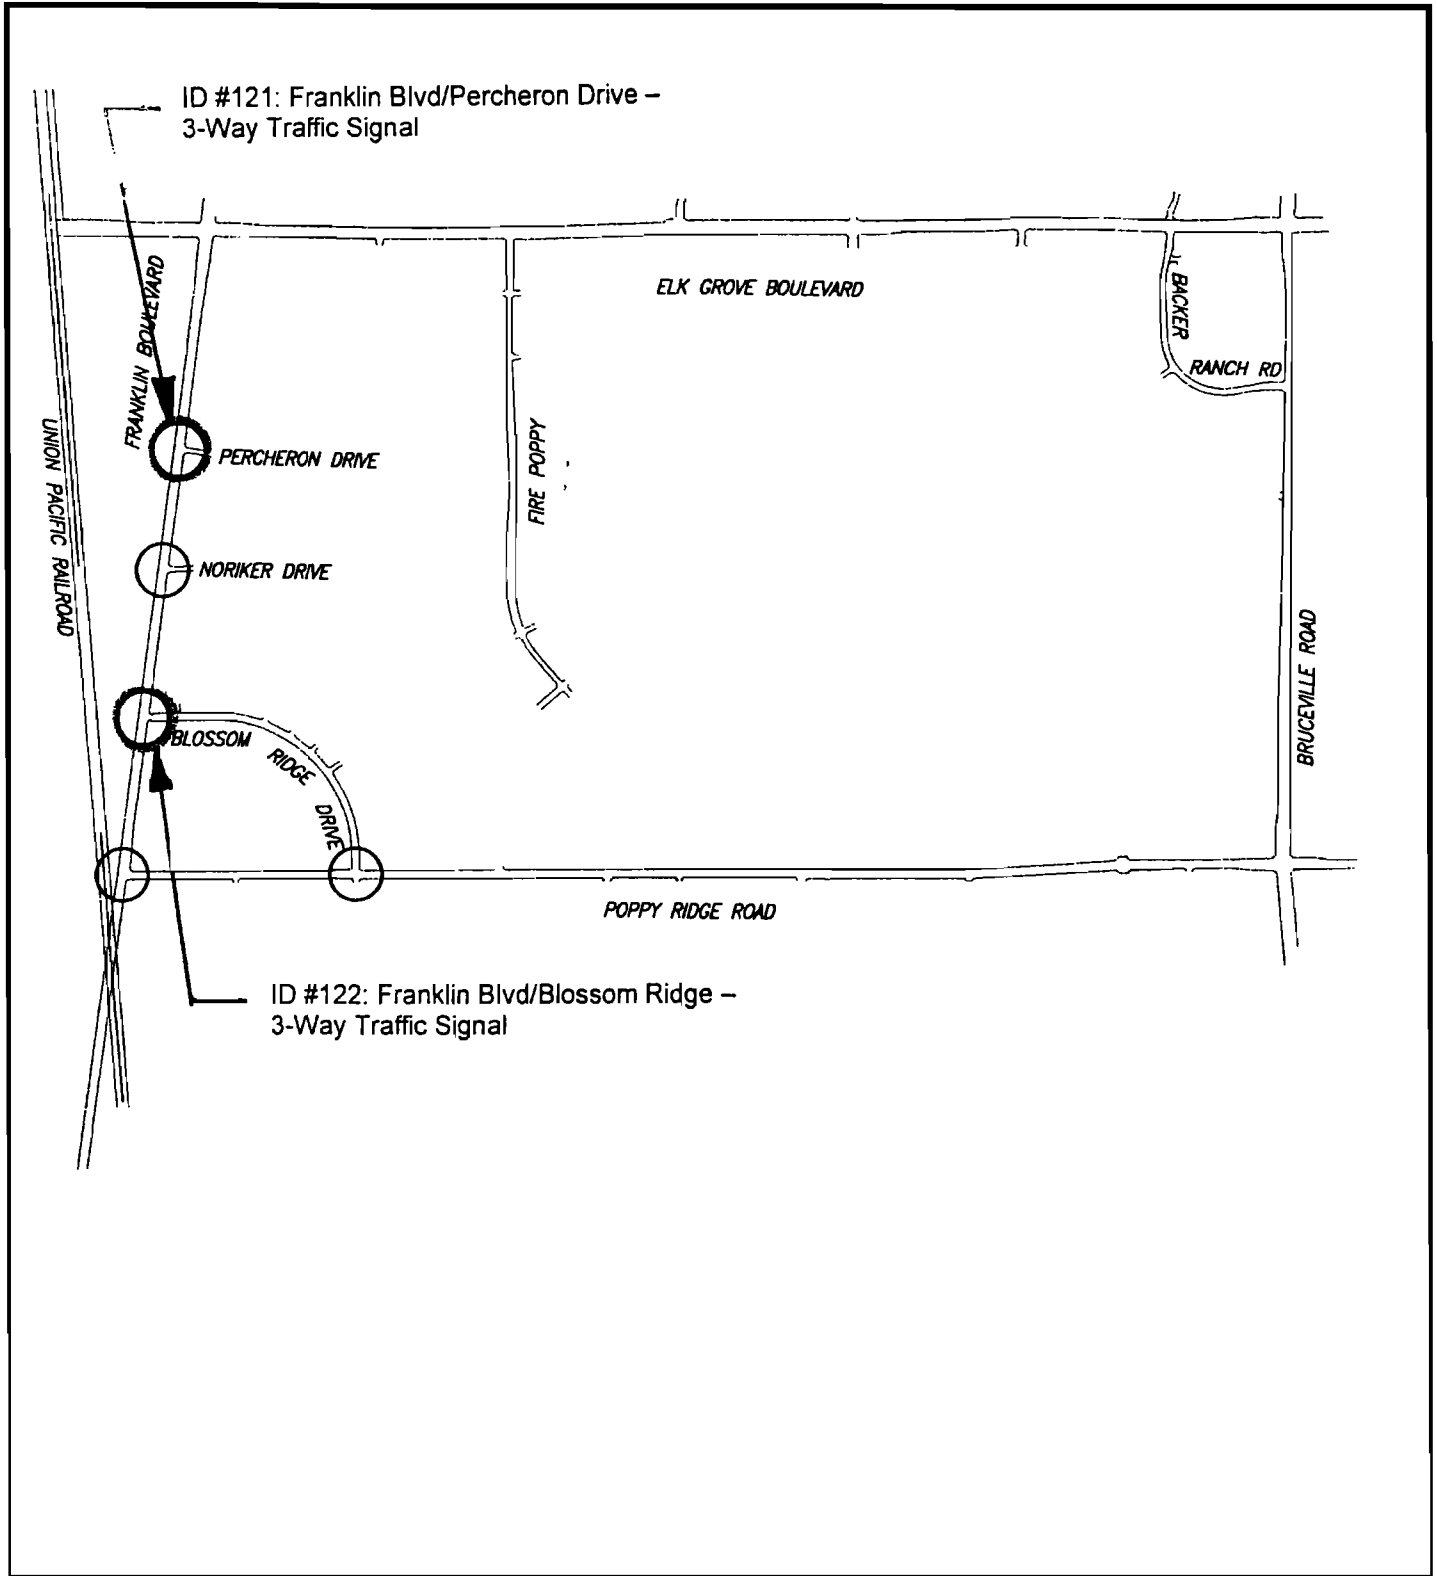 ID #121: Franklin Blvd/Percheron Drive –
3-Way Traffic Signal
FRANKLIN BOULEVARD
ELK GROVE BOULEVARD
BACKER
RANCH RD
UNION PACIFIC RAILROAD
PERCHERON DRIVE
FIRE POPPY
NORIKER DRIVE
BRUCEVILLE ROAD
BLOSSOM
RIDGE
DRIVE
POPPY RIDGE ROAD
ID #122: Franklin Blvd/Blossom Ridge –
3-Way Traffic Signal